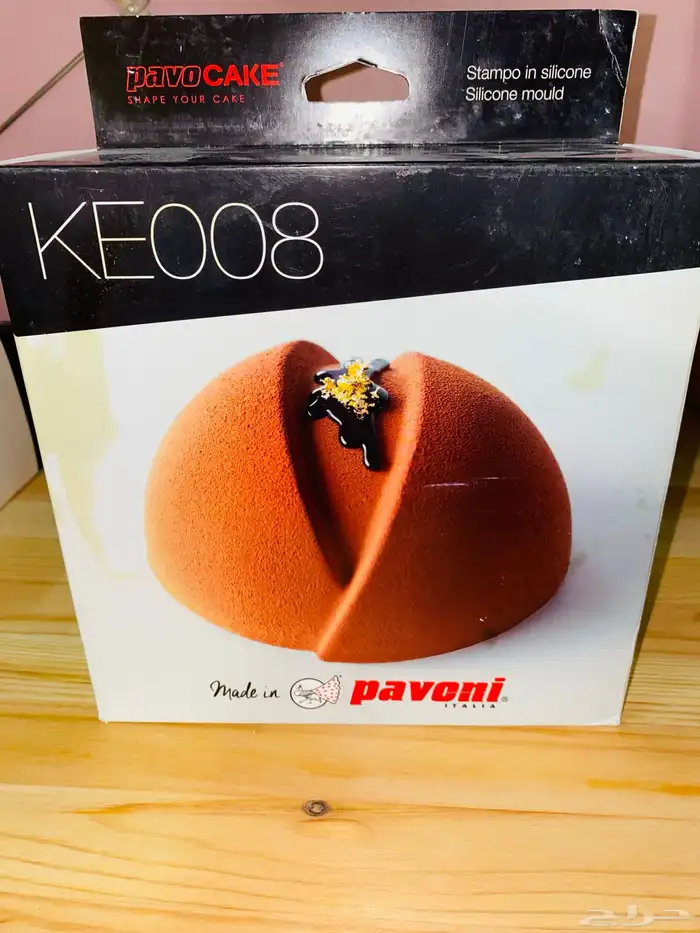 pavoCAKE
SHAPE YOUR CAKE
Stampo in silicone
Silicone mould
KE008
Made in pavoni®
ITALIA
حراج